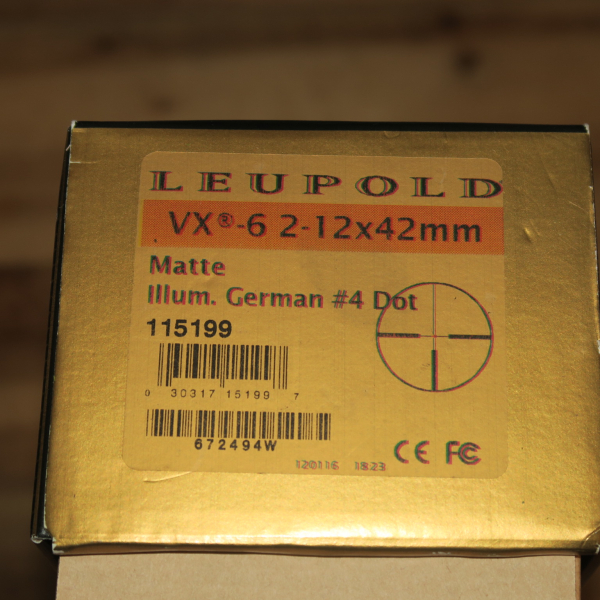 LEUPOLD
VX®-6 2-12x42mm
Matte
Illum. German #4 Dot
115199
0 30317 15199 7
672494W
120116 18:23
CE FC